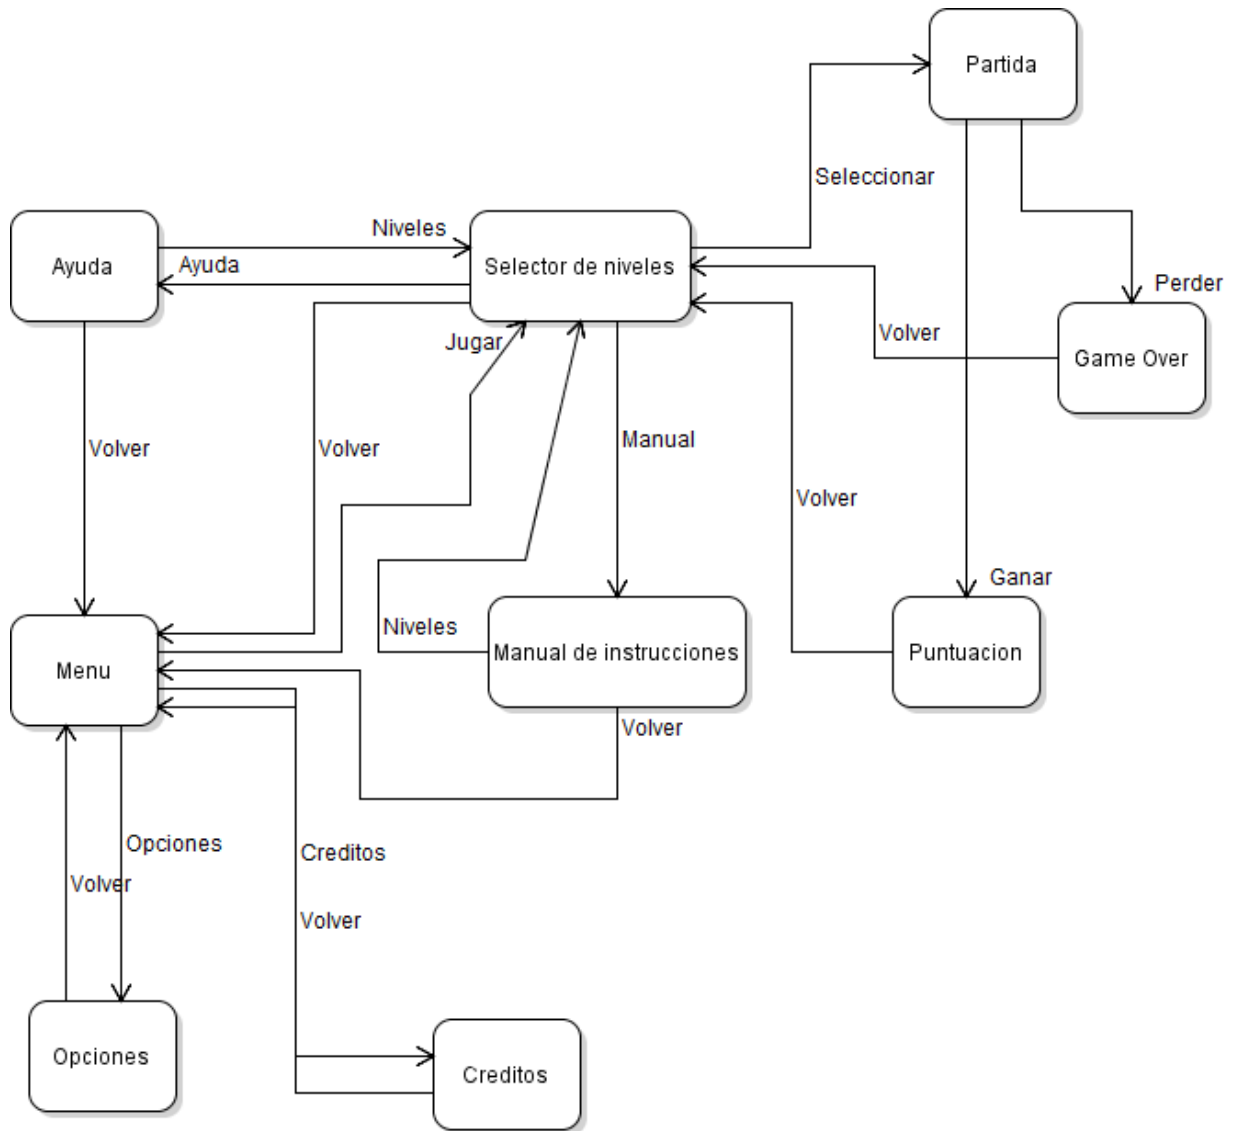 Partida
Seleccionar
Niveles
Ayuda
Ayuda
Selector de niveles
Perder
Jugar
Volver
Game Over
Volver
Volver
Manual
Volver
Ganar
Niveles
Manual de instrucciones
Puntuacion
Menu
Volver
Opciones
Creditos
Volver
Volver
Opciones
Creditos